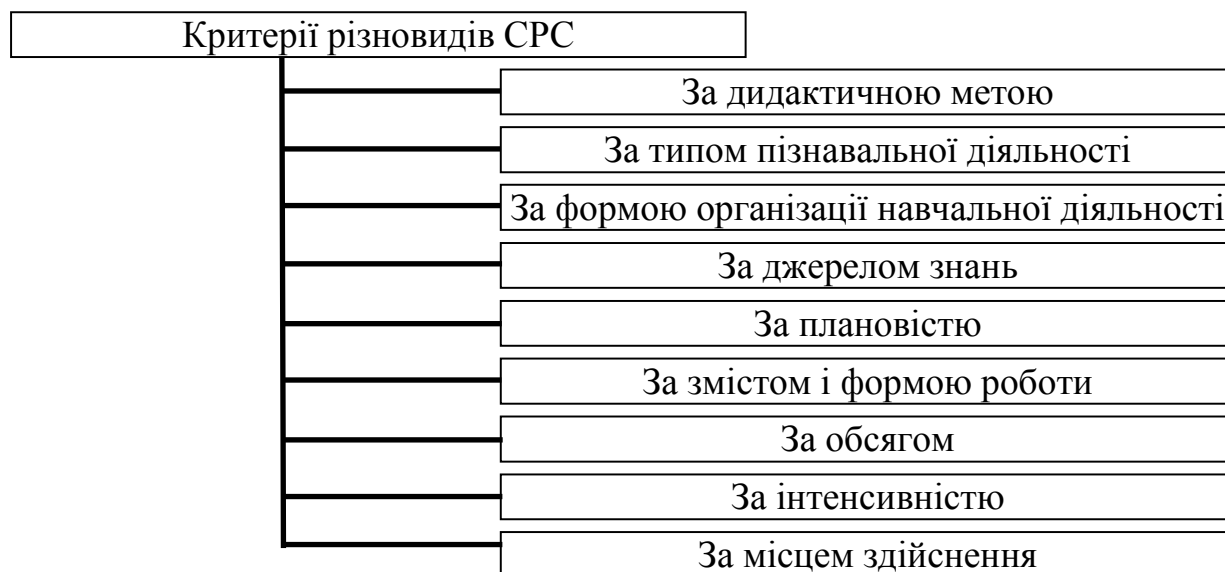 Критерії різновидів СРС
За дидактичною метою
За типом пізнавальної діяльності
За формою організації навчальної діяльності
За джерелом знань
За плановістю
За змістом і формою роботи
За обсягом
За інтенсивністю
За місцем здійснення